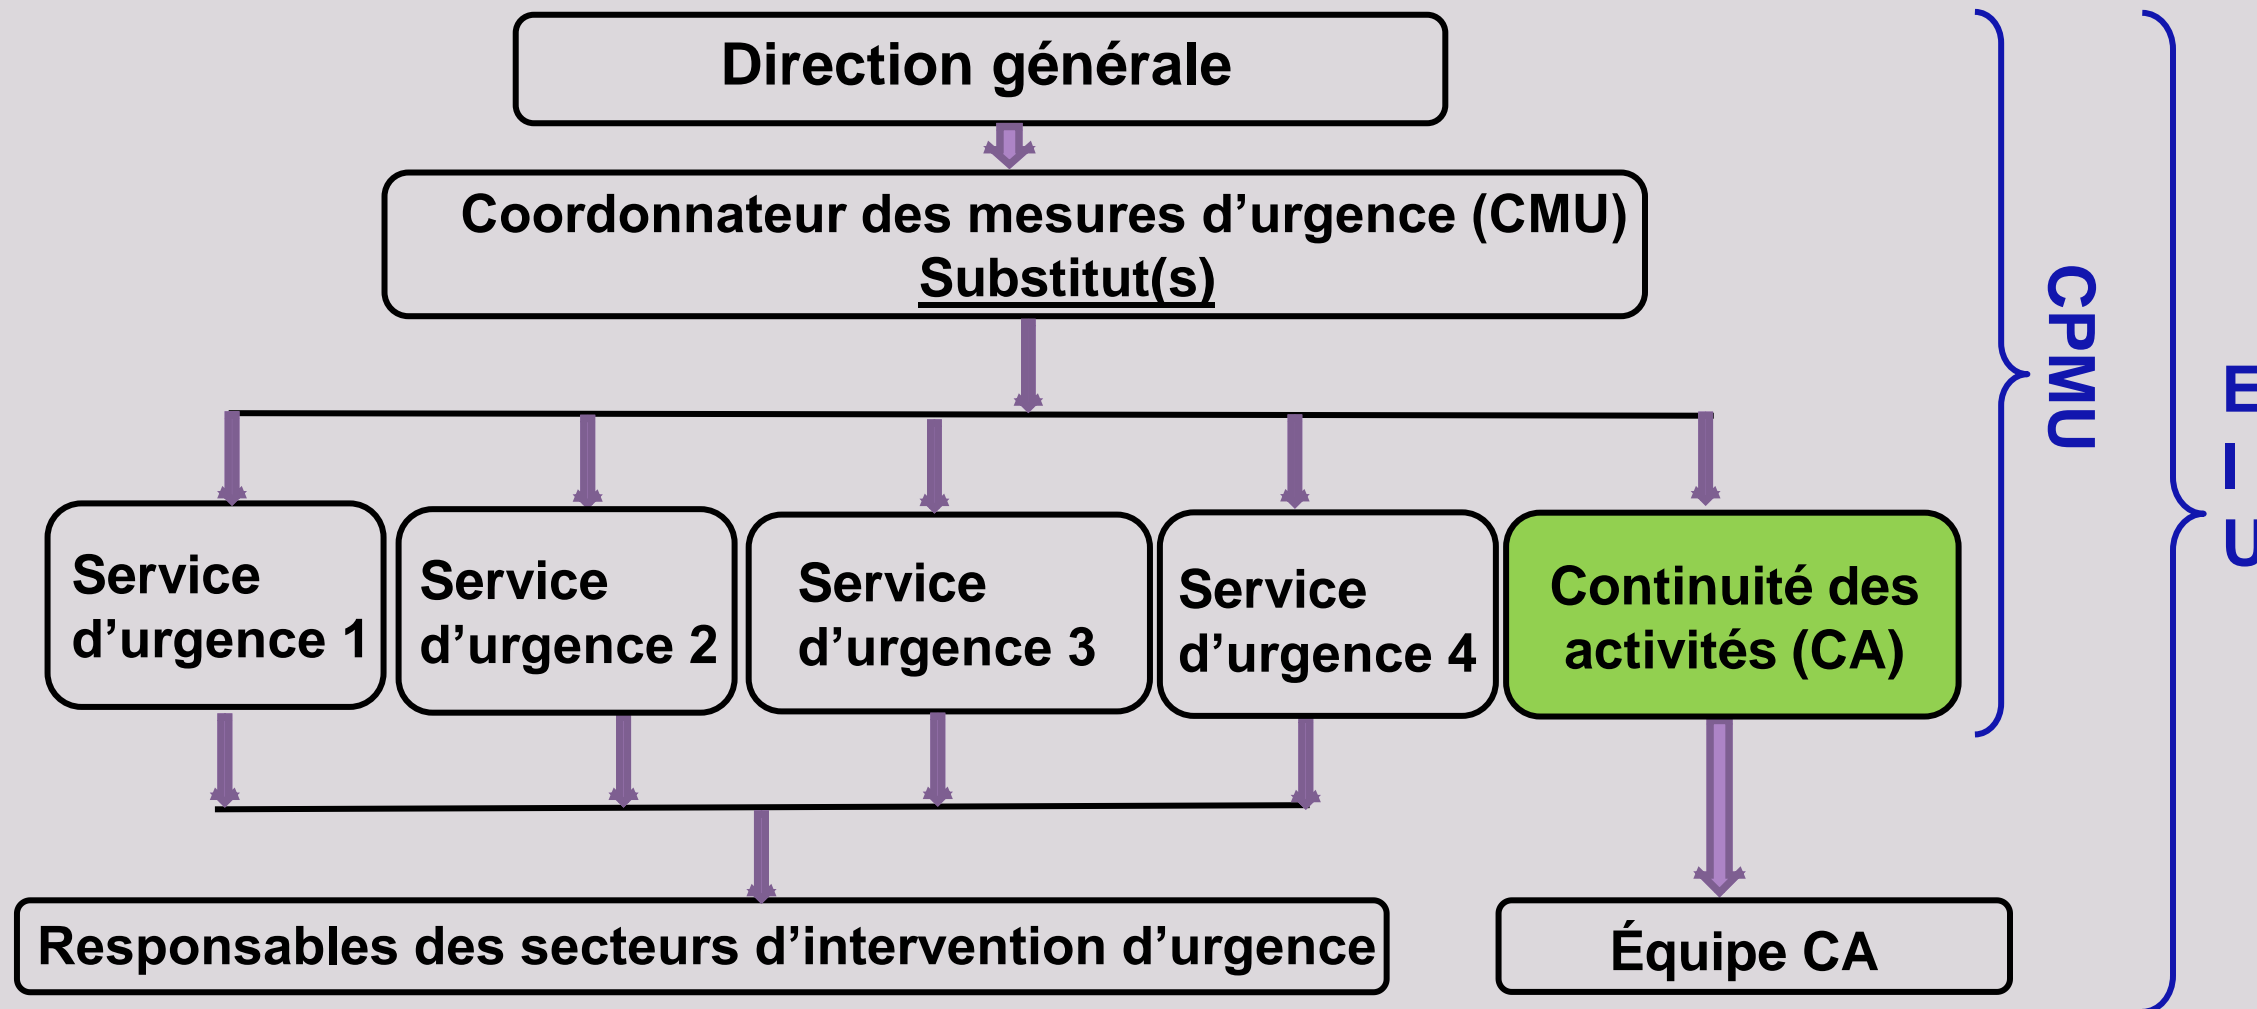 Direction générale
Coordonnateur des mesures d’urgence (CMU)
Substitut(s)
Service
d’urgence 1
Service
d’urgence 2
Service
d’urgence 3
Service
d’urgence 4
Continuité des
activités (CA)
Responsables des secteurs d’intervention d’urgence
Équipe CA
CPMU
E
I
U